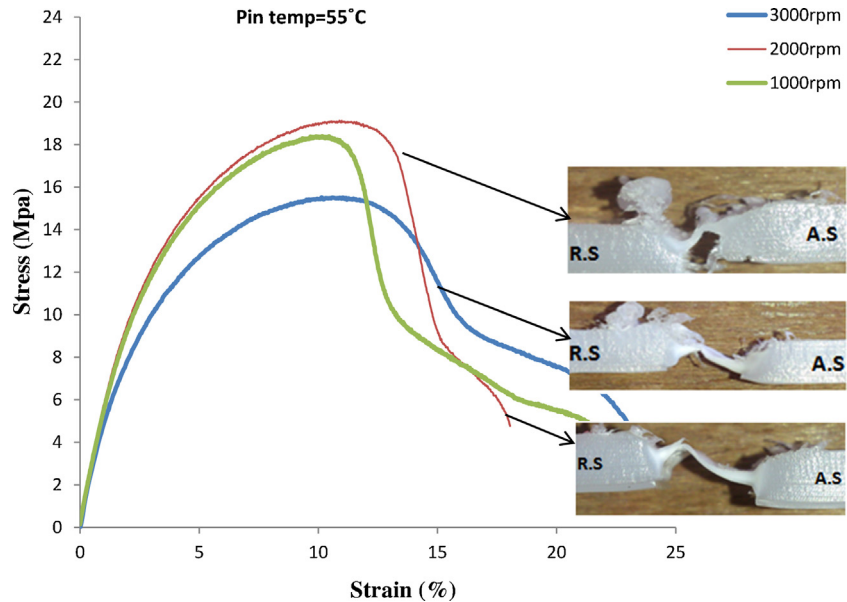 Pin temp=55˚C
3000rpm
2000rpm
1000rpm
Stress (Mpa)
24
22
20
18
16
14
12
10
8
6
4
2
0
0
5
10
15
20
25
Strain (%)
R.S
A.S
R.S
A.S
R.S
A.S